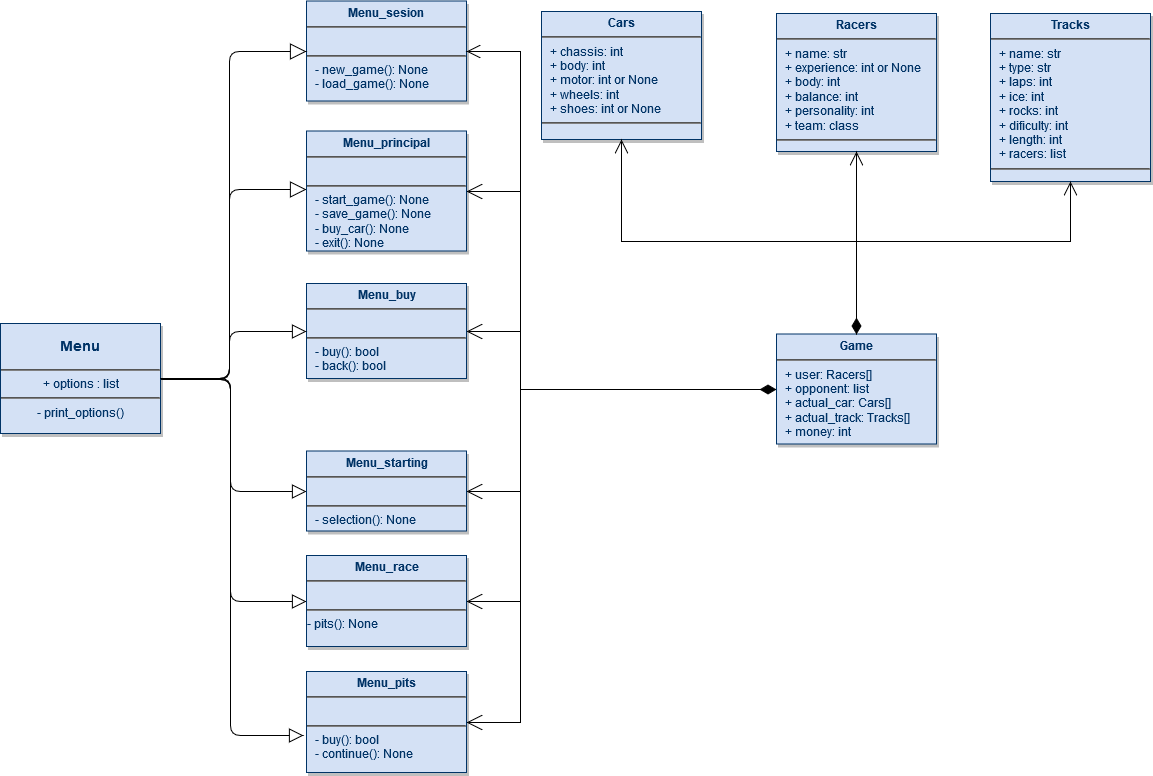 Menu
+ options : list
- print_options()
Menu_sesion
- new_game(): None
- load_game(): None
Menu_principal
- start_game(): None
- save_game(): None
- buy_car(): None
- exit(): None
Menu_buy
- buy(): bool
- back(): bool
Menu_starting
- selection(): None
Menu_race
- pits(): None
Menu_pits
- buy(): bool
- continue(): None
Cars
+ chassis: int
+ body: int
+ motor: int or None
+ wheels: int
+ shoes: int or None
Racers
+ name: str
+ experience: int or None
+ body: int
+ balance: int
+ personality: int
+ team: class
Tracks
+ name: str
+ type: str
+ laps: int
+ ice: int
+ rocks: int
+ dificulty: int
+ length: int
+ racers: list
Game
+ user: Racers[]
+ opponent: list
+ actual_car: Cars[]
+ actual_track: Tracks[]
+ money: int